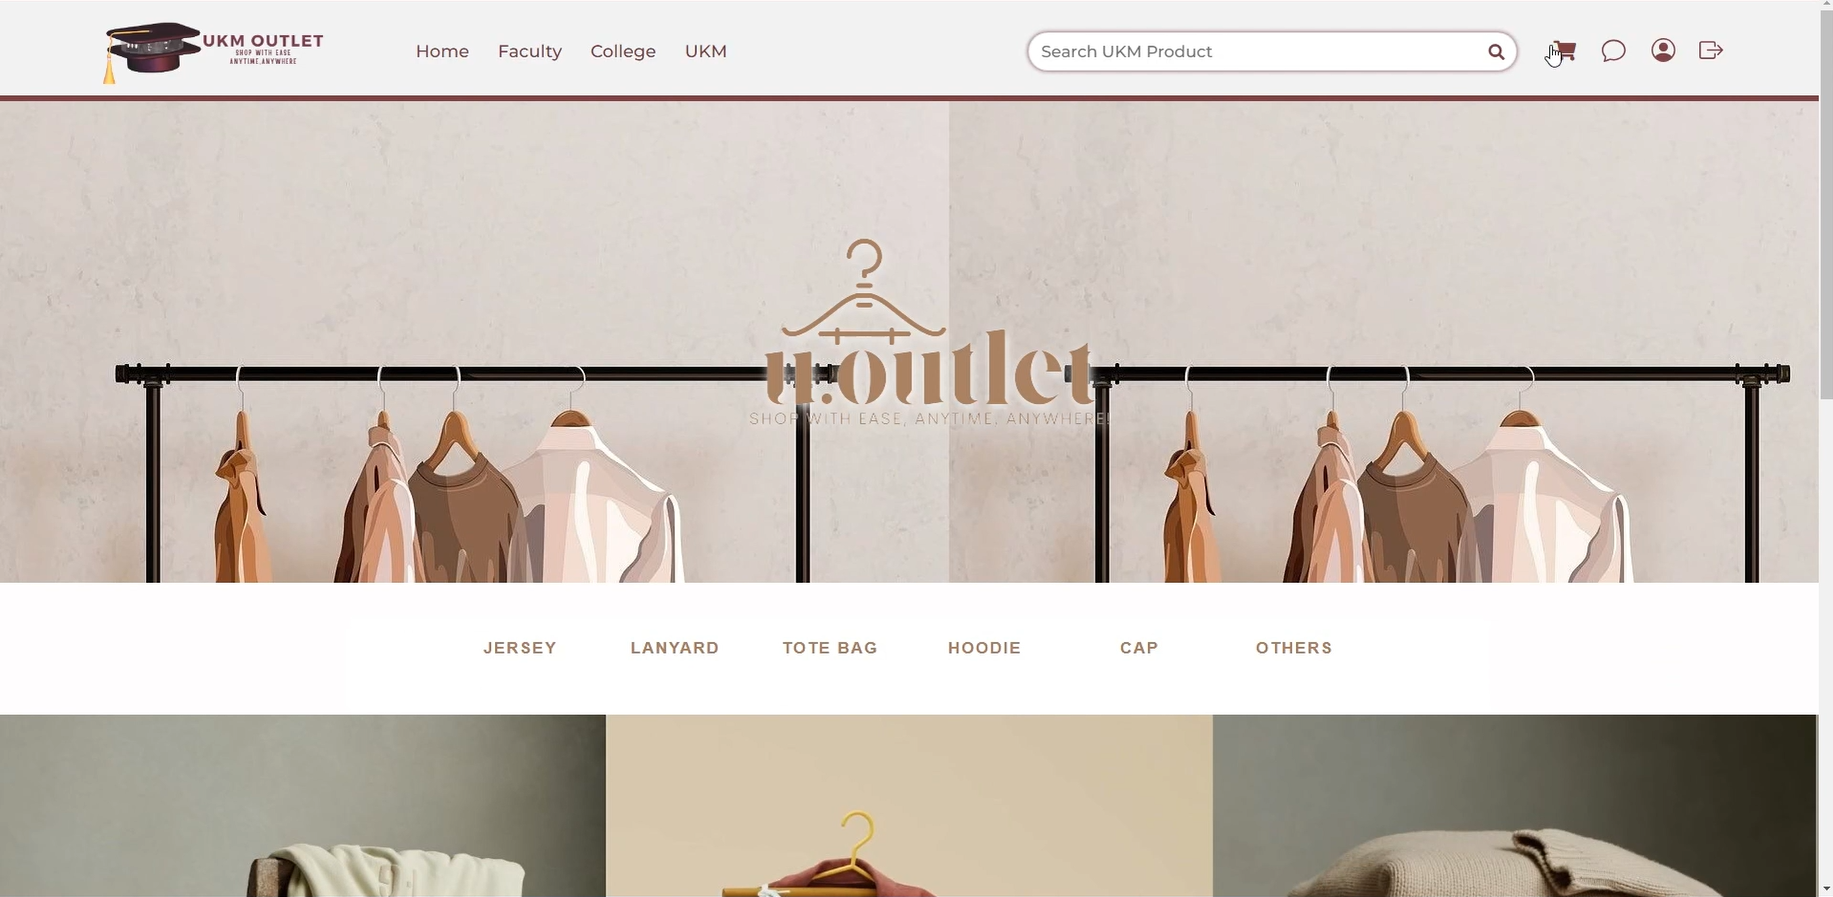 UKM OUTLET
SHOP WITH EASE
ANYTIME,ANYWHERE
Home Faculty College UKM
Search UKM Product
u.outlet
SHOP WITH EASE, ANYTIME. ANYWHERE!
JERSEY LANYARD TOTE BAG HOODIE CAP OTHERS